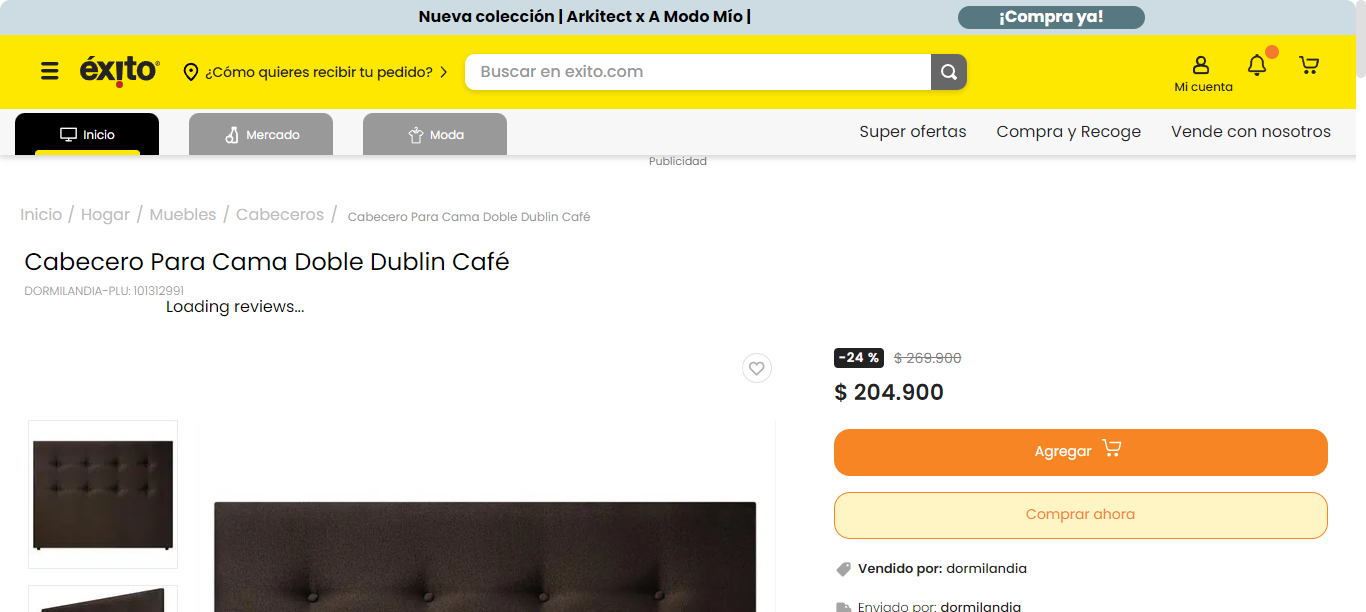 Nueva colección | Arkitect x A Modo Mío |
¡Compra ya!
éxito
¿Cómo quieres recibir tu pedido?
Buscar en exito.com
Mi cuenta
Inicio
Mercado
Moda
Super ofertas
Compra y Recoge
Vende con nosotros
Publicidad
Inicio / Hogar / Muebles / Cabeceros / Cabecero Para Cama Doble Dublin Café
Cabecero Para Cama Doble Dublin Café
DORMILANDIA-PLU: 101312991
Loading reviews...
-24 % $ 269.900
$ 204.900
Agregar
Comprar ahora
Vendido por: dormilandia
Enviado por: dormilandia